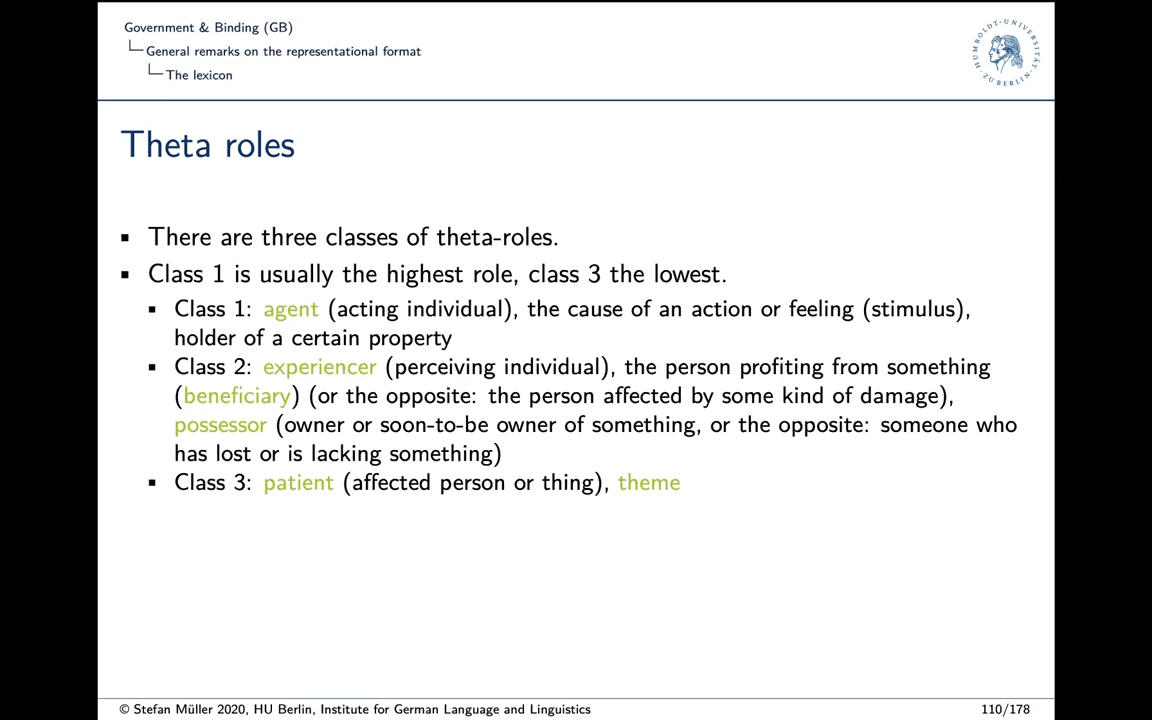 Government & Binding (GB)
General remarks on the representational format
The lexicon
HUMBOLDT-UNIVERSITÄT ZU BERLIN
Theta roles
▪ There are three classes of theta-roles.
▪ Class 1 is usually the highest role, class 3 the lowest.
▪ Class 1: agent (acting individual), the cause of an action or feeling (stimulus),
holder of a certain property
▪ Class 2: experiencer (perceiving individual), the person profiting from something
(beneficiary) (or the opposite: the person affected by some kind of damage),
possessor (owner or soon-to-be owner of something, or the opposite: someone who
has lost or is lacking something)
▪ Class 3: patient (affected person or thing), theme
© Stefan Müller 2020, HU Berlin, Institute for German Language and Linguistics
110/178